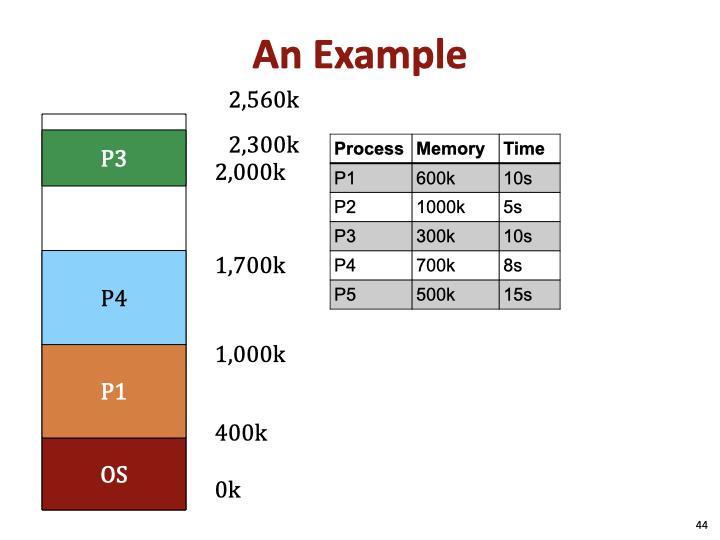 An Example
2,560k
P3
2,300k
2,000k
1,700k
P4
1,000k
P1
400k
OS
0k
Process Memory Time
P1 600k 10s
P2 1000k 5s
P3 300k 10s
P4 700k 8s
P5 500k 15s
44